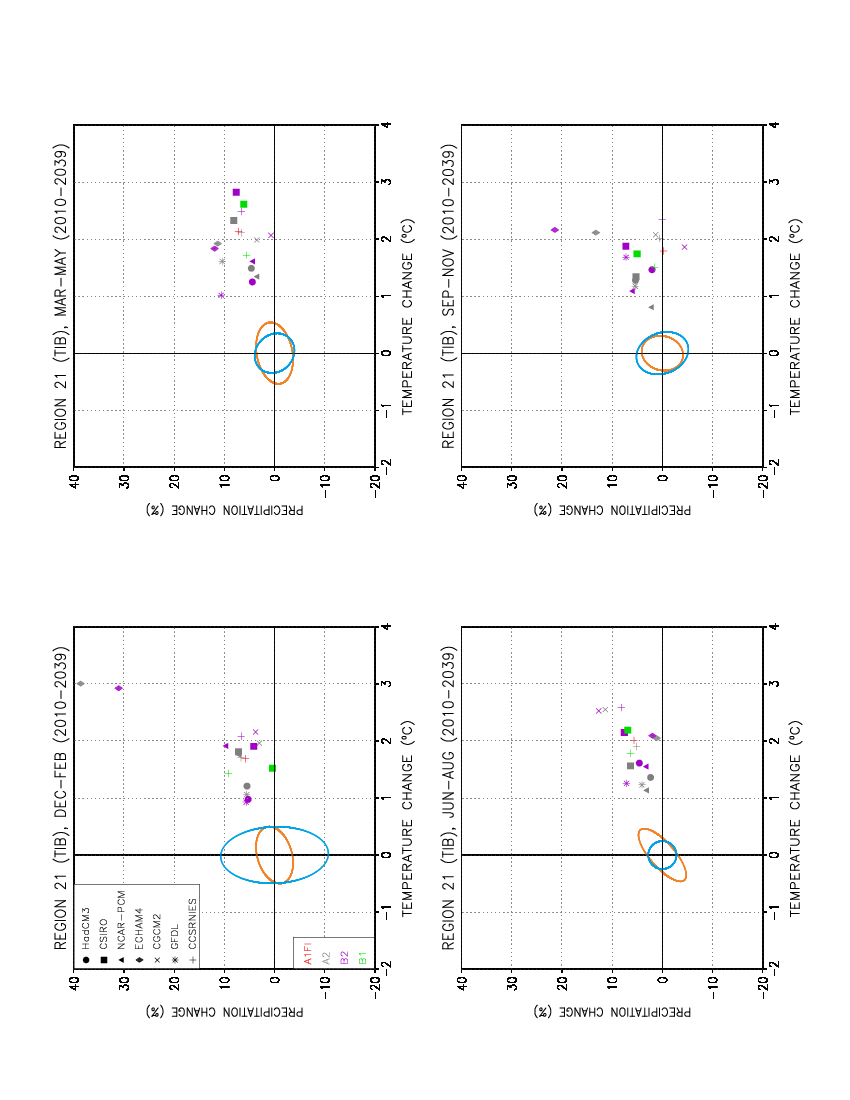 REGION 21 (TIB), DEC-FEB (2010-2039)
40
30
20
10
0
-10
-20
PRECIPITATION CHANGE (%)
-2
-1
0
1
2
3
4
TEMPERATURE CHANGE (ºC)
HadCM3
CSIRO
NCAR-PCM
ECHAM4
CGCM2
GFDL
CCSRNIES
A1FI
A2
B2
B1
REGION 21 (TIB), MAR-MAY (2010-2039)
40
30
20
10
0
-10
-20
PRECIPITATION CHANGE (%)
-2
-1
0
1
2
3
4
TEMPERATURE CHANGE (ºC)
REGION 21 (TIB), JUN-AUG (2010-2039)
40
30
20
10
0
-10
-20
PRECIPITATION CHANGE (%)
-2
-1
0
1
2
3
4
TEMPERATURE CHANGE (ºC)
REGION 21 (TIB), SEP-NOV (2010-2039)
40
30
20
10
0
-10
-20
PRECIPITATION CHANGE (%)
-2
-1
0
1
2
3
4
TEMPERATURE CHANGE (ºC)